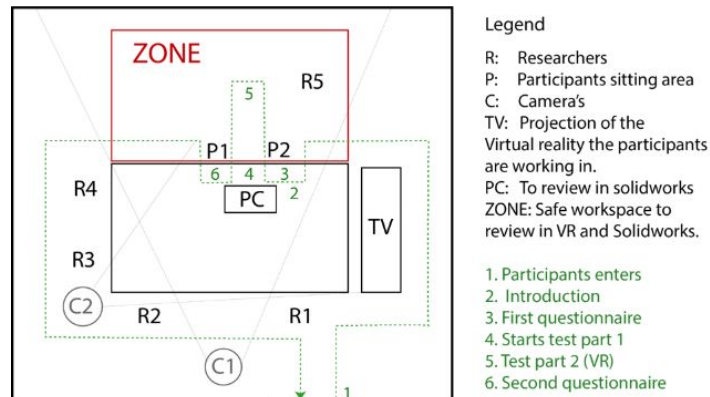 ZONE
R5
5
P1
P2
6
4
3
2
PC
R4
TV
R3
C2
R2
R1
C1
1
Legend
R: Researchers
P: Participants sitting area
C: Camera's
TV: Projection of the
Virtual reality the participants
are working in.
PC: To review in solidworks
ZONE: Safe workspace to
review in VR and Solidworks.
1. Participants enters
2. Introduction
3. First questionnaire
4. Starts test part 1
5. Test part 2 (VR)
6. Second questionnaire